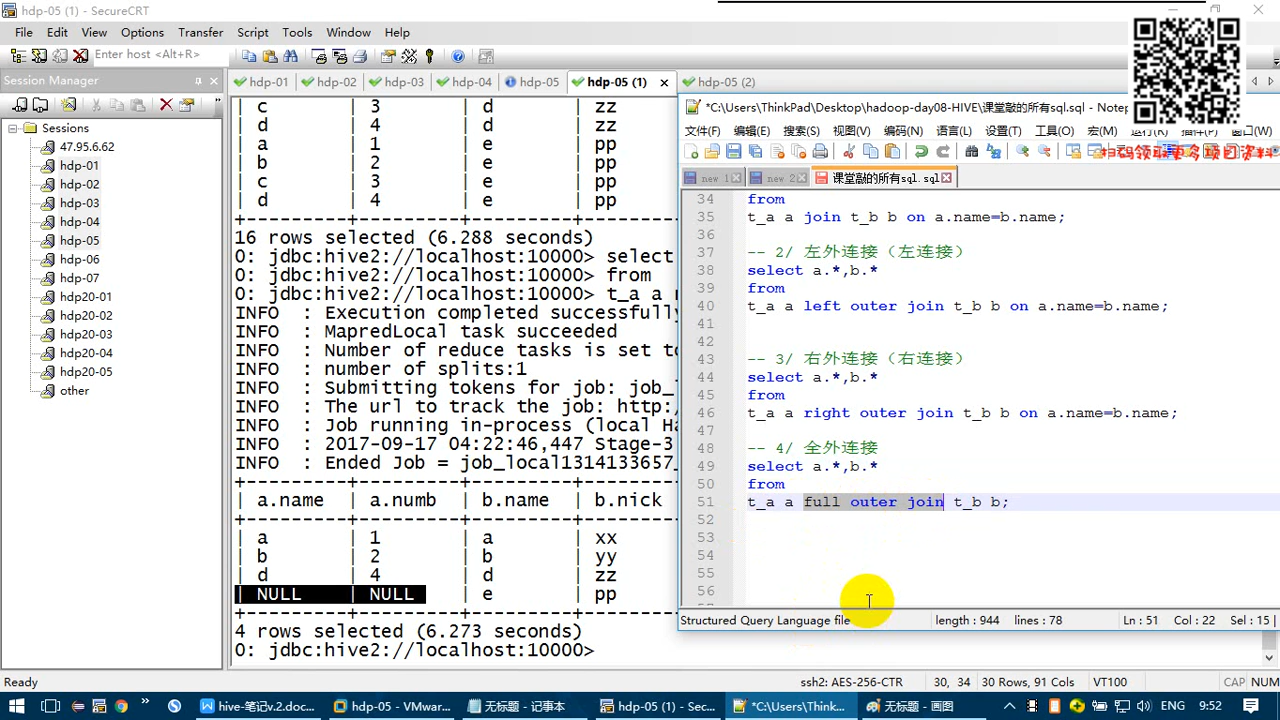 hdp-05 (1) - SecureCRT
File Edit View Options Transfer Script Tools Window Help
Enter host <Alt+R>
Session Manager
hdp-01 hdp-02 hdp-03 hdp-04 hdp-05 hdp-05 (1) hdp-05 (2)
Sessions
47.95.6.62
hdp-01
hdp-02
hdp-03
hdp-04
hdp-05
hdp-06
hdp-07
hdp20-01
hdp20-02
hdp20-03
hdp20-04
hdp20-05
other
| c | 3 | d | zz
| d | 4 | d | zz
| a | 1 | e | pp
| b | 2 | e | pp
| c | 3 | e | pp
| d | 4 | e | pp
16 rows selected (6.288 seconds)
0: jdbc:hive2://localhost:10000> select
0: jdbc:hive2://localhost:10000> from
0: jdbc:hive2://localhost:10000> t_a a
INFO : Execution completed successfully
INFO : MapredLocal task succeeded
INFO : Number of reduce tasks is set to
INFO : number of splits:1
INFO : Submitting tokens for job: job_
INFO : The url to track the job: http:/
INFO : Job running in-process (local Ha
INFO : 2017-09-17 04:22:46,447 Stage-3
INFO : Ended Job = job_local1314133657_
| a.name | a.numb | b.name | b.nick
| a | 1 | a | xx
| b | 2 | b | yy
| d | 4 | d | zz
| NULL | NULL | e | pp
4 rows selected (6.273 seconds)
0: jdbc:hive2://localhost:10000>
*C:\Users\ThinkPad\Desktop\hadoop-day08-HIVE\课堂敲的所有sql.sql - Note
文件(F) 编辑(E) 搜索(S) 视图(V) 编码(N) 语言(L) 设置(T) 工具(O) 宏(M) 运行(R) 插件(P) 窗口(W)
扫码领取更多项目资料
new 1 new 2 课堂敲的所有sql.sql
34 from
35 t_a a join t_b b on a.name=b.name;
36
37 -- 2/ 左外连接（左连接）
38 select a.*,b.*
39 from
40 t_a a left outer join t_b b on a.name=b.name;
41
42
43 -- 3/ 右外连接（右连接）
44 select a.*,b.*
45 from
46 t_a a right outer join t_b b on a.name=b.name;
47
48 -- 4/ 全外连接
49 select a.*,b.*
50 from
51 t_a a full outer join t_b b;
52
53
54
55
56
Structured Query Language file length : 944 lines : 78 Ln : 51 Col : 22 Sel : 15
Ready ssh2: AES-256-CTR 30, 34 30 Rows, 91 Cols VT100 CAP NUM
hive-笔记v.2.doc... hdp-05 - VMwar... 无标题 - 记事本 hdp-05 (1) - Se... *C:\Users\Think... 无标题 - 画图 ENG 9:52